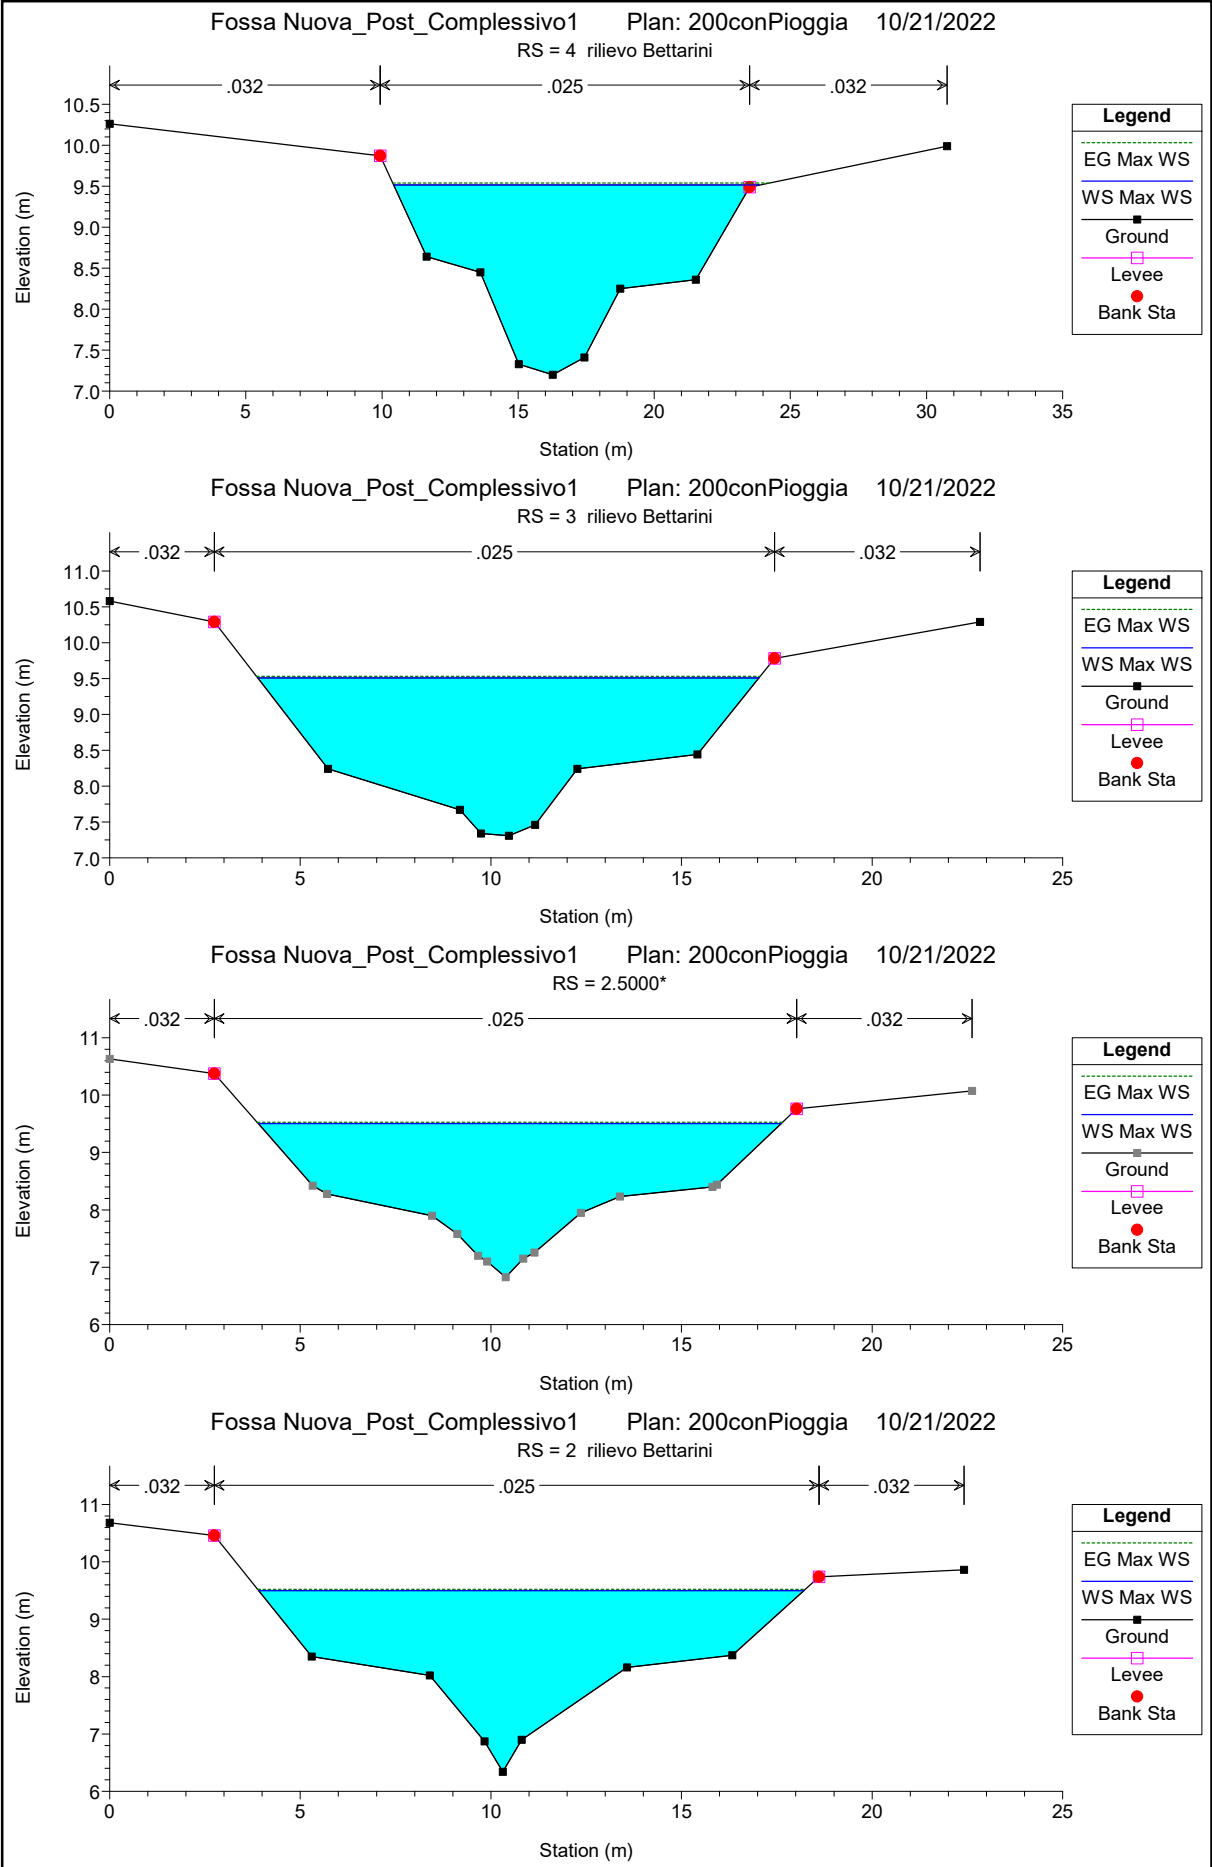 Fossa Nuova_Post_Complessivo1 Plan: 200conPioggia 10/21/2022
RS = 4 rilievo Bettarini
.032 .025 .032
Elevation (m)
10.5
10.0
9.5
9.0
8.5
8.0
7.5
7.0
0 5 10 15 20 25 30 35
Station (m)
Legend
EG Max WS
WS Max WS
Ground
Levee
Bank Sta
Fossa Nuova_Post_Complessivo1 Plan: 200conPioggia 10/21/2022
RS = 3 rilievo Bettarini
.032 .025 .032
Elevation (m)
11.0
10.5
10.0
9.5
9.0
8.5
8.0
7.5
7.0
0 5 10 15 20 25
Station (m)
Legend
EG Max WS
WS Max WS
Ground
Levee
Bank Sta
Fossa Nuova_Post_Complessivo1 Plan: 200conPioggia 10/21/2022
RS = 2.5000*
.032 .025 .032
Elevation (m)
11
10
9
8
7
6
0 5 10 15 20 25
Station (m)
Legend
EG Max WS
WS Max WS
Ground
Levee
Bank Sta
Fossa Nuova_Post_Complessivo1 Plan: 200conPioggia 10/21/2022
RS = 2 rilievo Bettarini
.032 .025 .032
Elevation (m)
11
10
9
8
7
6
0 5 10 15 20 25
Station (m)
Legend
EG Max WS
WS Max WS
Ground
Levee
Bank Sta